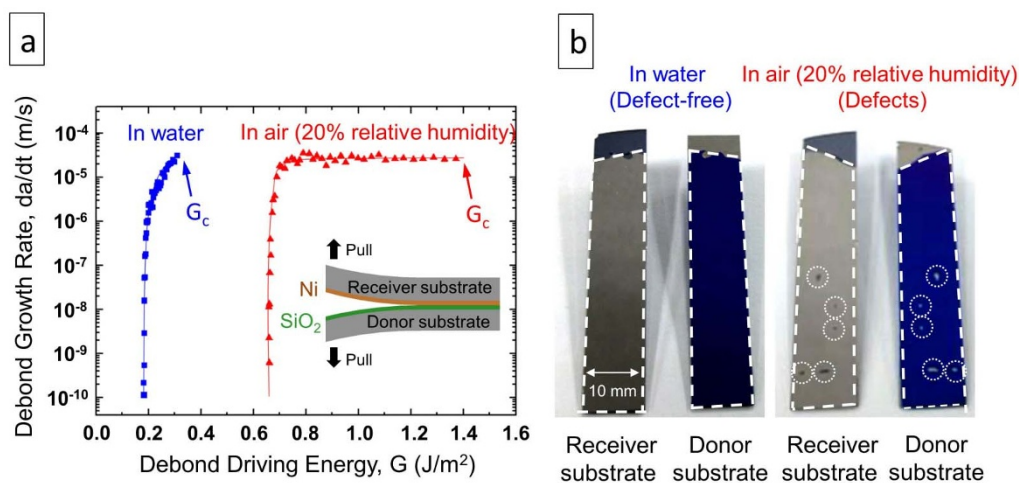 a
In water
In air (20% relative humidity)
Debond Growth Rate, da/dt (m/s)
10⁻⁴
10⁻⁵
10⁻⁶
10⁻⁷
10⁻⁸
10⁻⁹
10⁻¹⁰
G_c
G_c
Pull
Receiver substrate
Ni
SiO₂
Donor substrate
Pull
0.0 0.2 0.4 0.6 0.8 1.0 1.2 1.4 1.6
Debond Driving Energy, G (J/m²)
b
In water
(Defect-free)
In air (20% relative humidity)
(Defects)
10 mm
Receiver
substrate
Donor
substrate
Receiver
substrate
Donor
substrate